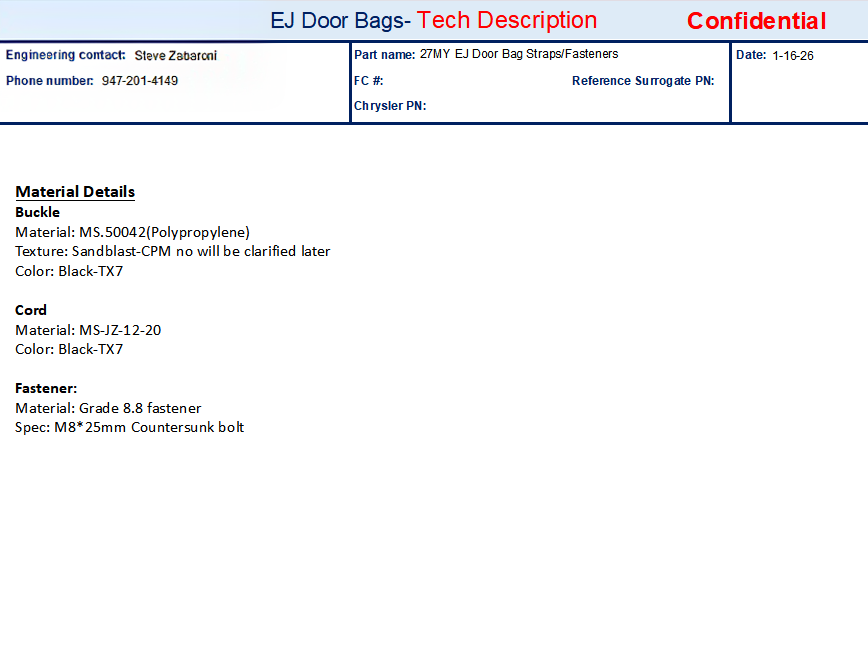 EJ Door Bags- Tech Description
Confidential
Engineering contact: Steve Zabaroni
Phone number: 947-201-4149
Part name: 27MY EJ Door Bag Straps/Fasteners
FC #:
Reference Surrogate PN:
Chrysler PN:
Date: 1-16-26
Material Details
Buckle
Material: MS.50042(Polypropylene)
Texture: Sandblast-CPM no will be clarified later
Color: Black-TX7
Cord
Material: MS-JZ-12-20
Color: Black-TX7
Fastener:
Material: Grade 8.8 fastener
Spec: M8*25mm Countersunk bolt